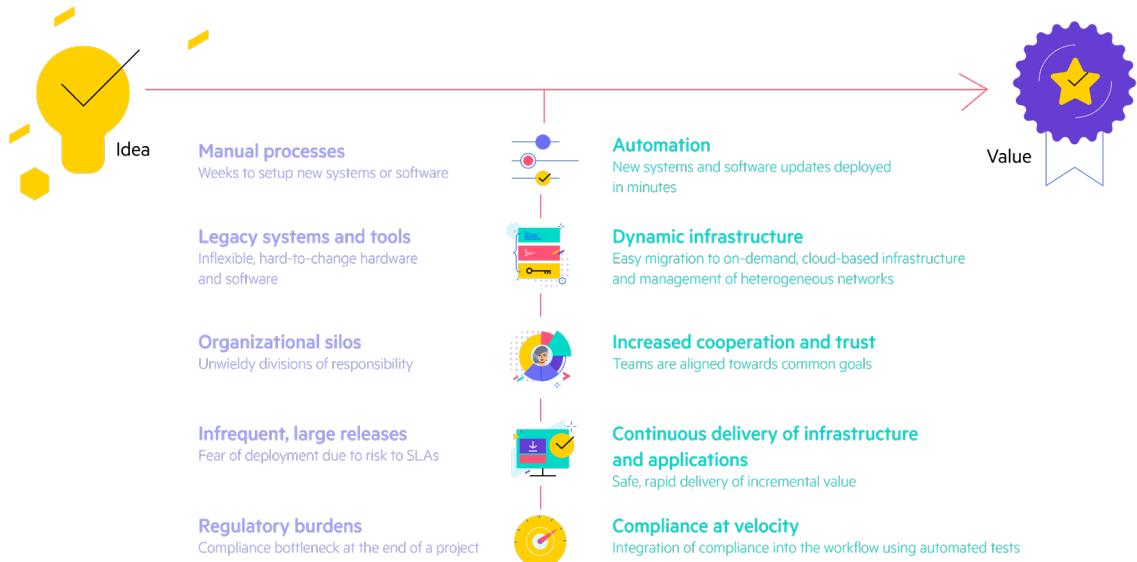 Idea
Value
Manual processes
Weeks to setup new systems or software
Automation
New systems and software updates deployed
in minutes
Legacy systems and tools
Inflexible, hard-to-change hardware
and software
Dynamic infrastructure
Easy migration to on-demand, cloud-based infrastructure
and management of heterogeneous networks
Organizational silos
Unwieldy divisions of responsibility
Increased cooperation and trust
Teams are aligned towards common goals
Infrequent, large releases
Fear of deployment due to risk to SLAs
Continuous delivery of infrastructure
and applications
Safe, rapid delivery of incremental value
Regulatory burdens
Compliance bottleneck at the end of a project
Compliance at velocity
Integration of compliance into the workflow using automated tests